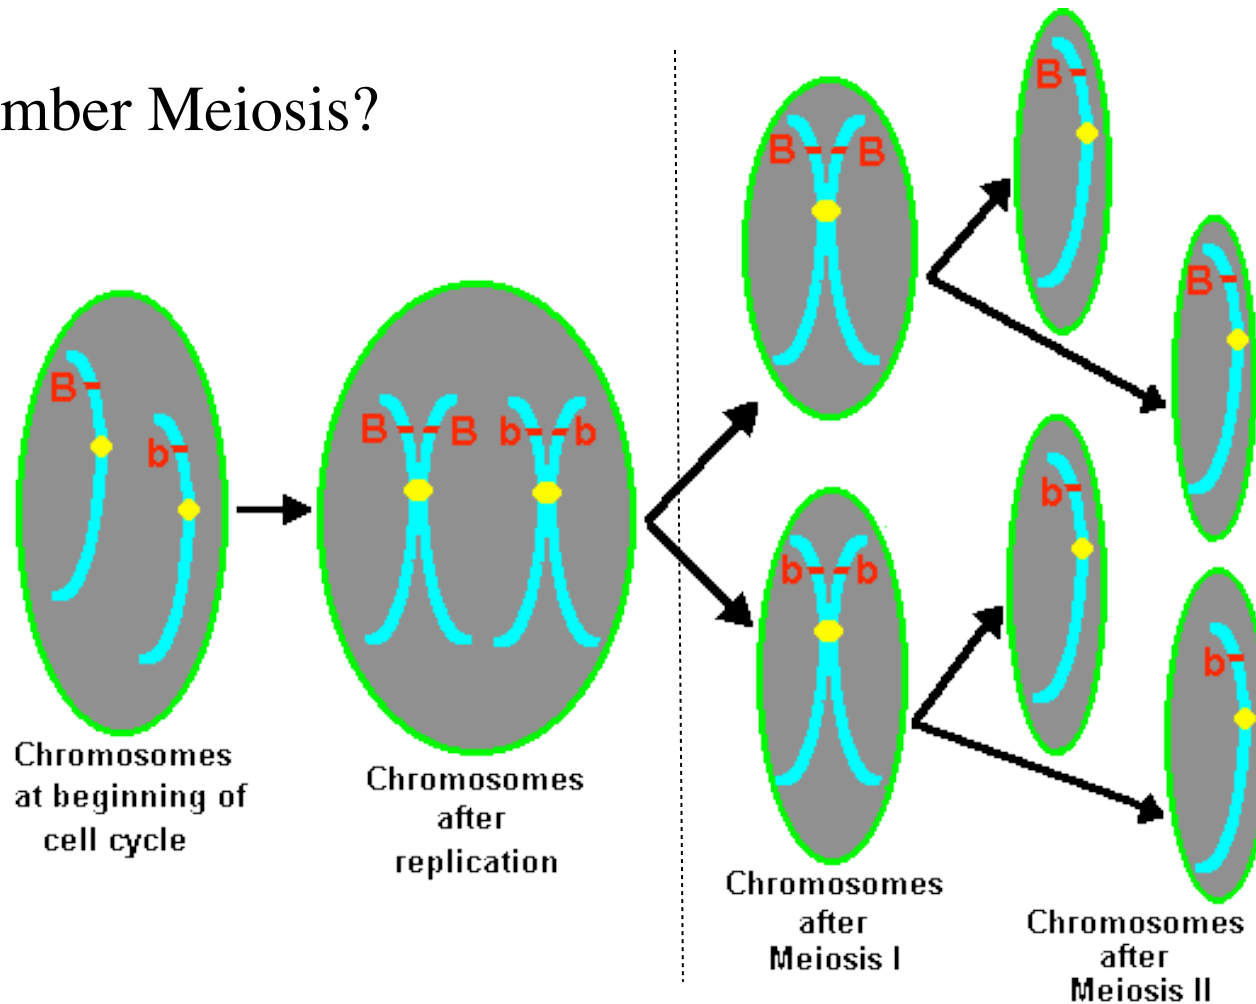 mber Meiosis?
B
b
B B b b
B B
b b
B
B
b
b
Chromosomes
at beginning of
cell cycle
Chromosomes
after
replication
Chromosomes
after
Meiosis I
Chromosomes
after
Meiosis II